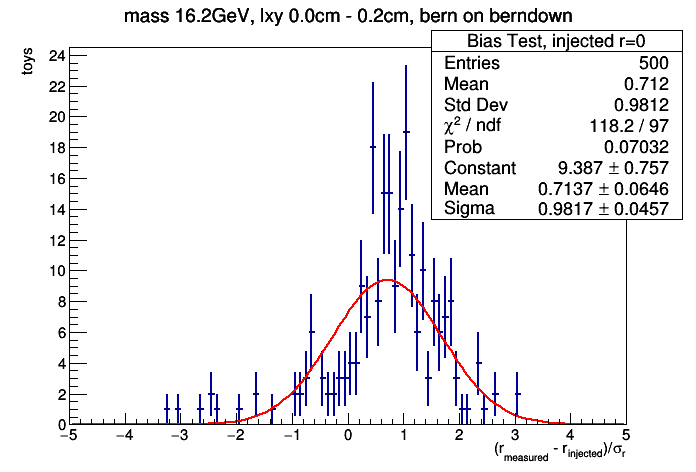 mass 16.2GeV, lxy 0.0cm - 0.2cm, bern on berndown
Bias Test, injected r=0
Entries 500
Mean 0.712
Std Dev 0.9812
χ² / ndf 118.2 / 97
Prob 0.07032
Constant 9.387 ± 0.757
Mean 0.7137 ± 0.0646
Sigma 0.9817 ± 0.0457
toys
24
22
20
18
16
14
12
10
8
6
4
2
0
−5 −4 −3 −2 −1 0 1 2 3 4 5
(r_measured - r_injected)/σ_r